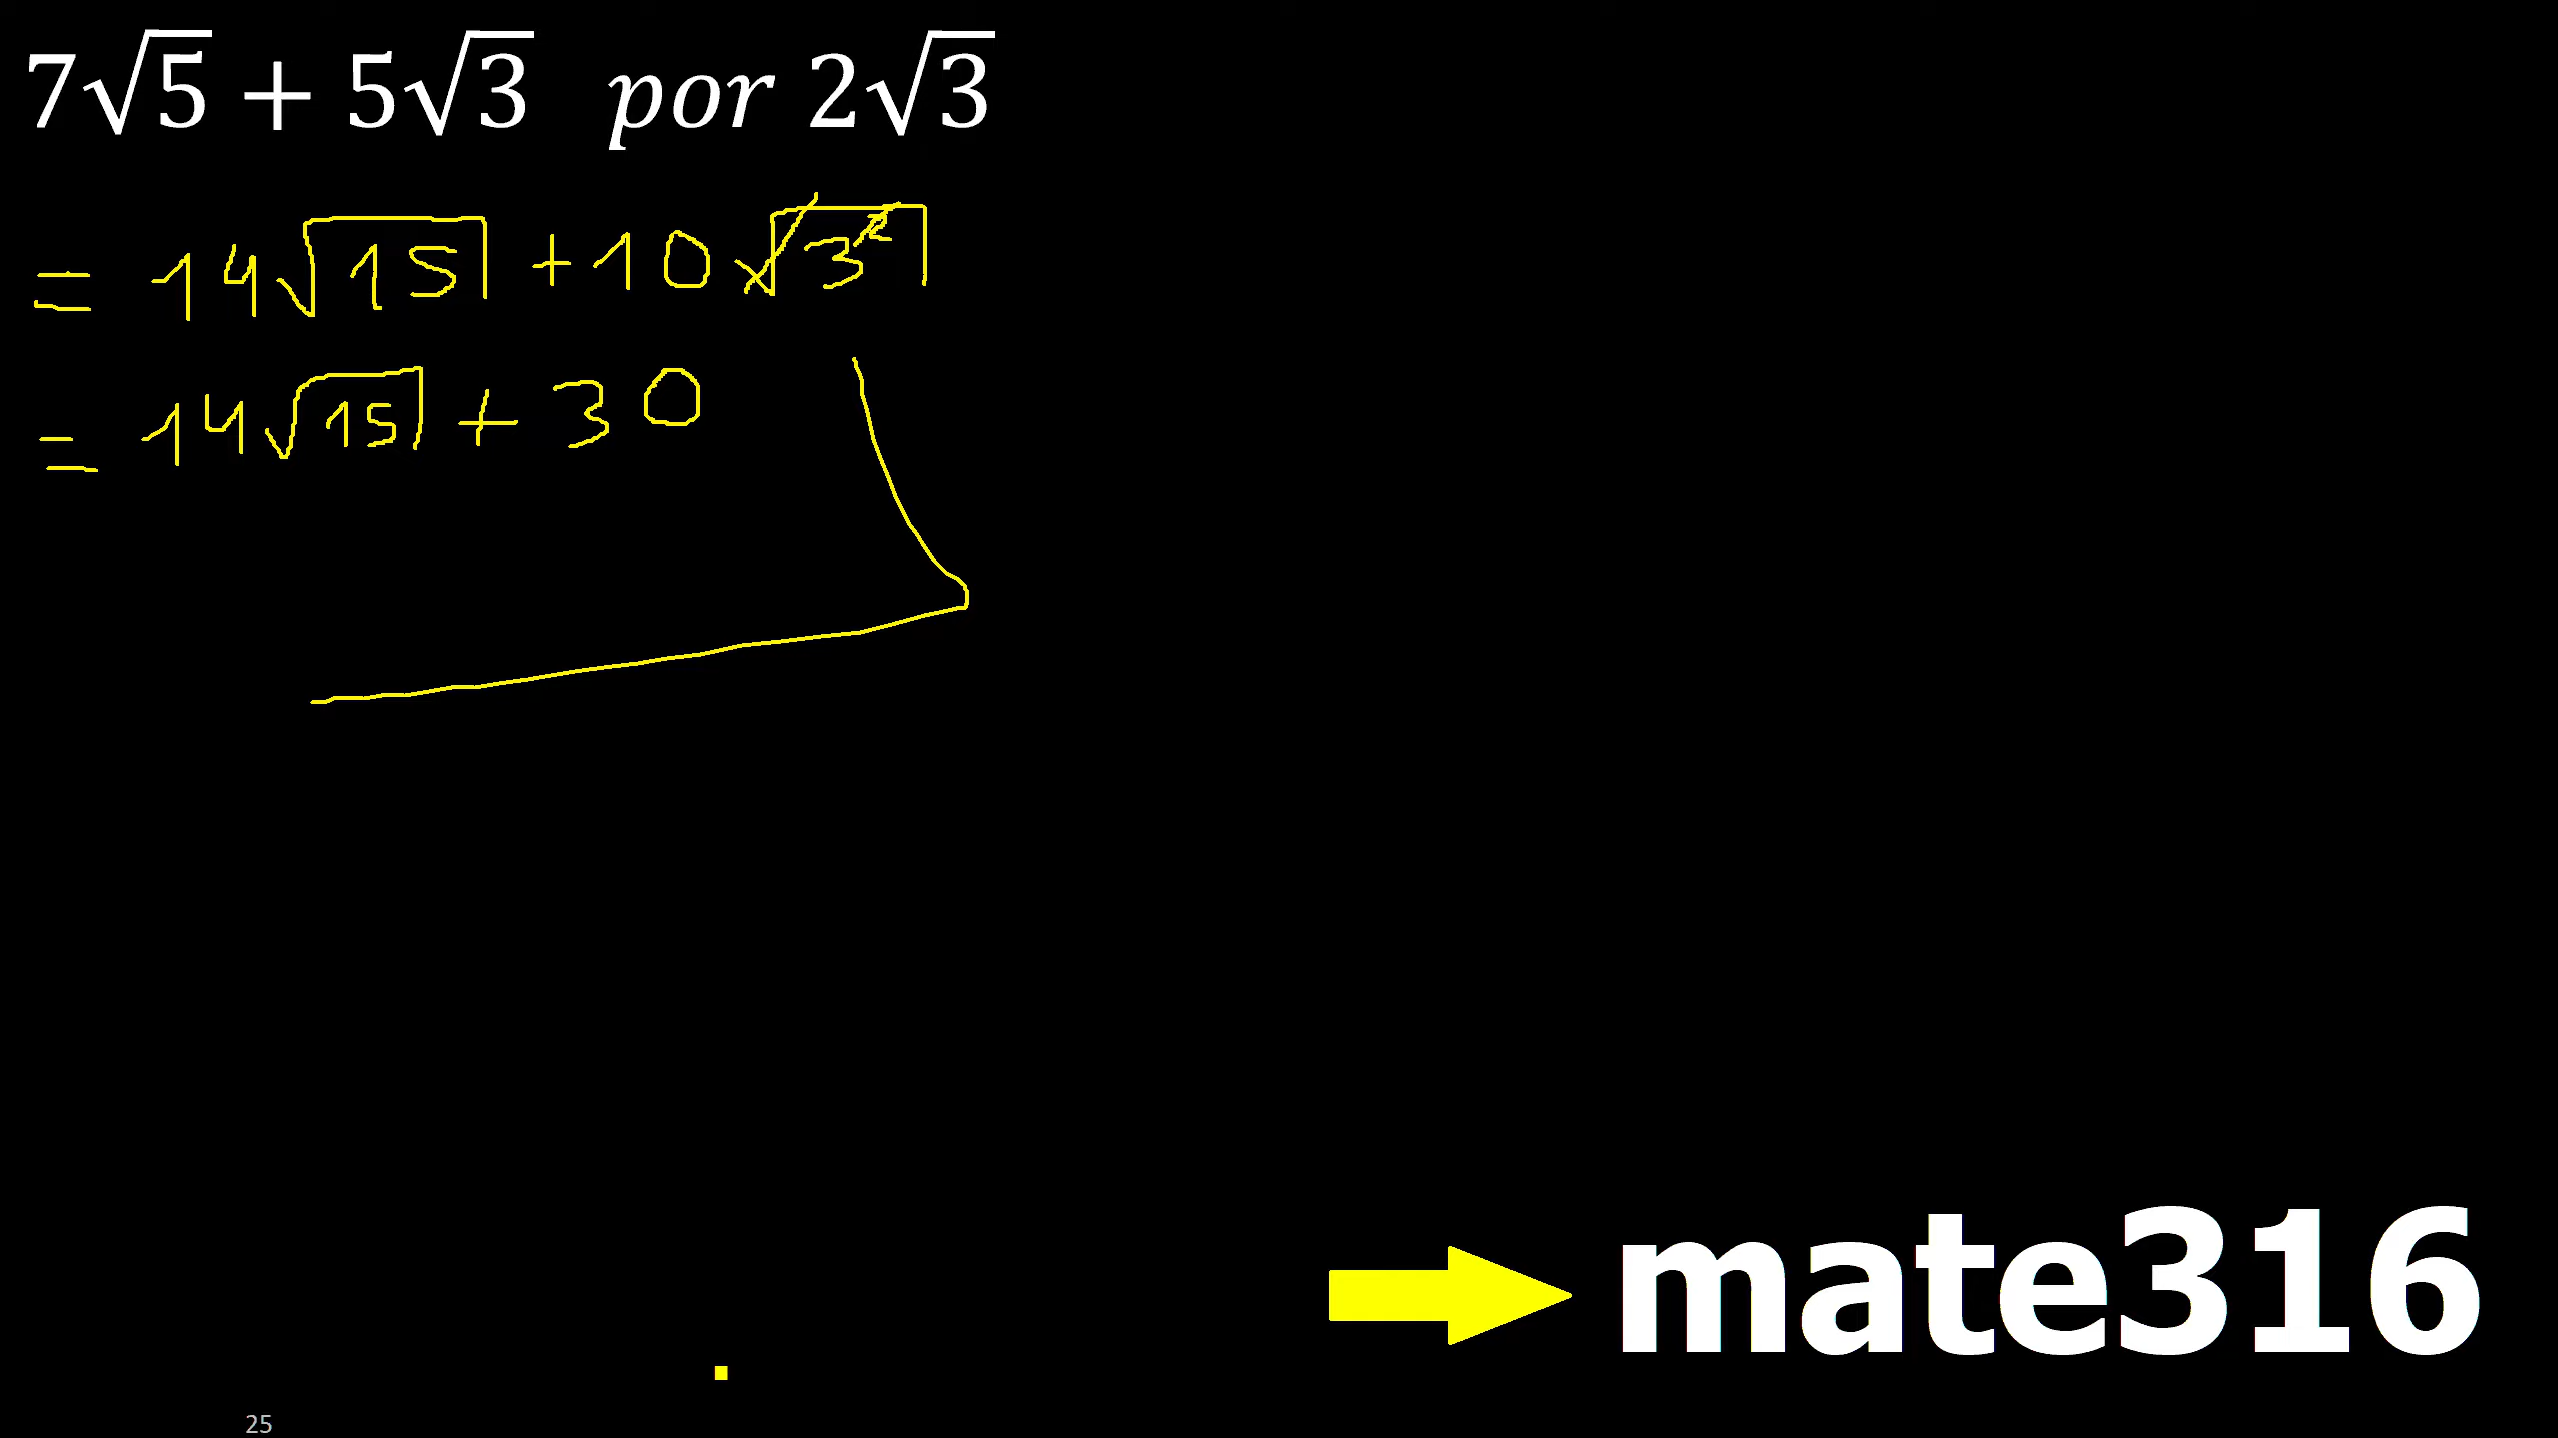 7√5 + 5√3 por 2√3
= 14√15 + 10√3²
= 14√15 + 30
mate316
25